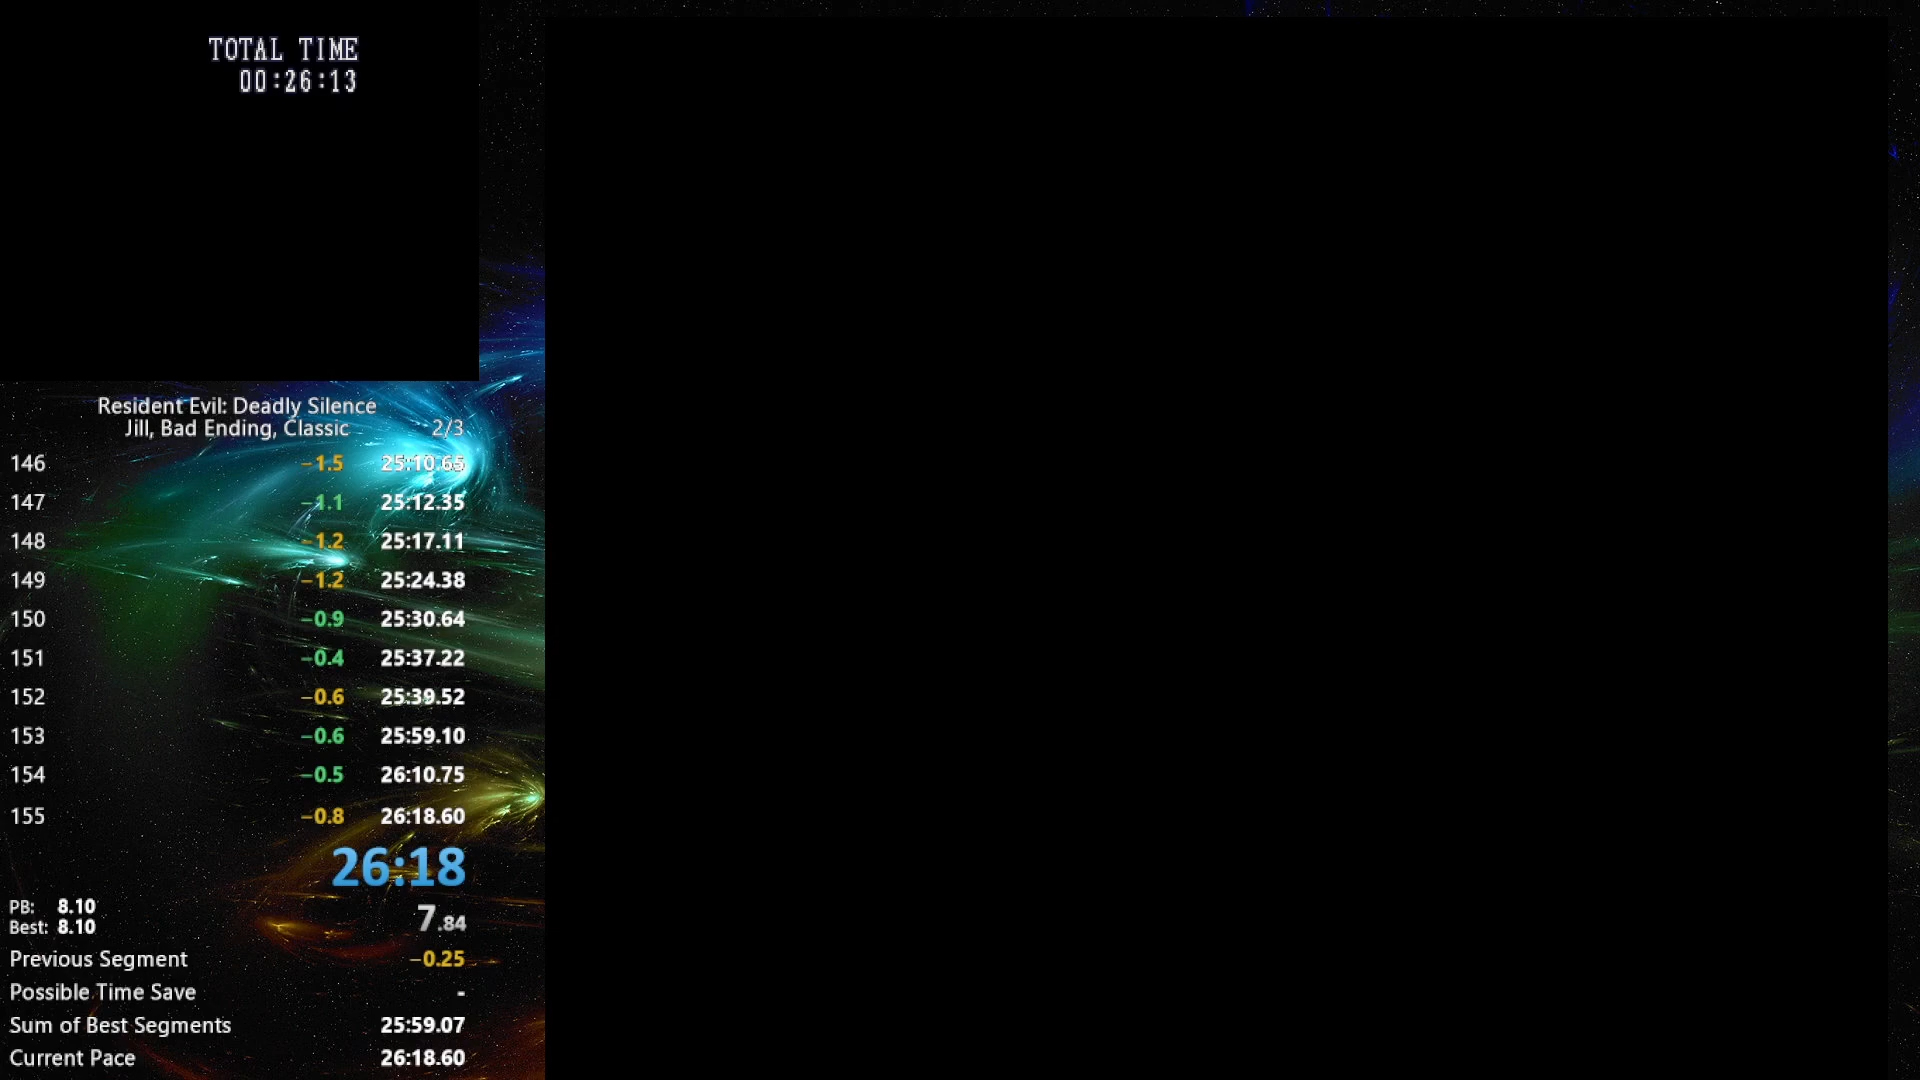 TOTAL TIME
00:26:13
Resident Evil: Deadly Silence
Jill, Bad Ending, Classic 2/3
146 −1.5 25:10.65
147 −1.1 25:12.35
148 −1.2 25:17.11
149 −1.2 25:24.38
150 −0.9 25:30.64
151 −0.4 25:37.22
152 −0.6 25:39.52
153 −0.6 25:59.10
154 −0.5 26:10.75
155 −0.8 26:18.60
26:18
PB: 8.10 7.84
Best: 8.10
Previous Segment −0.25
Possible Time Save -
Sum of Best Segments 25:59.07
Current Pace 26:18.60